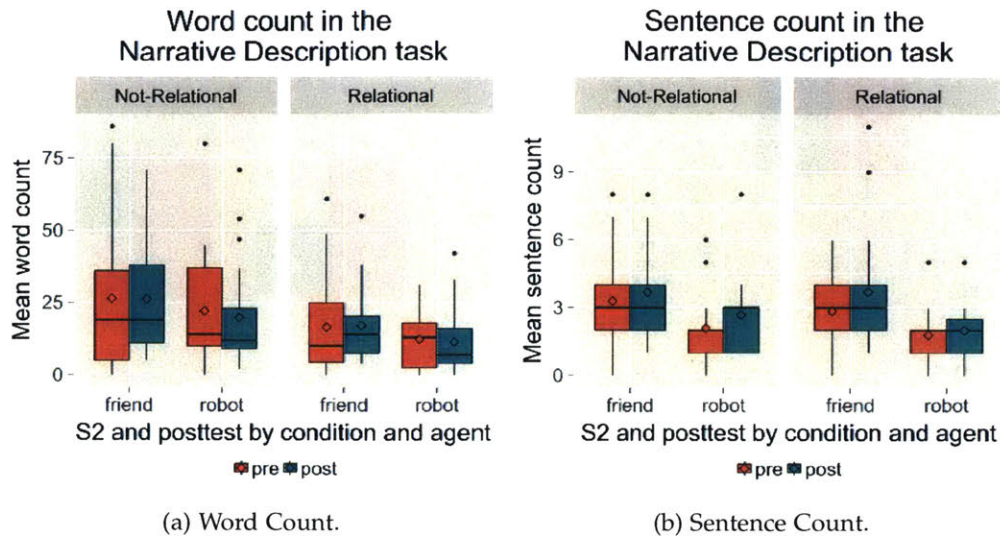 Word count in the
Narrative Description task
Not-Relational
Relational
Mean word count
75
50
25
0
friend
robot
friend
robot
S2 and posttest by condition and agent
pre
post
(a) Word Count.
Sentence count in the
Narrative Description task
Not-Relational
Relational
Mean sentence count
9
6
3
0
friend
robot
friend
robot
S2 and posttest by condition and agent
pre
post
(b) Sentence Count.